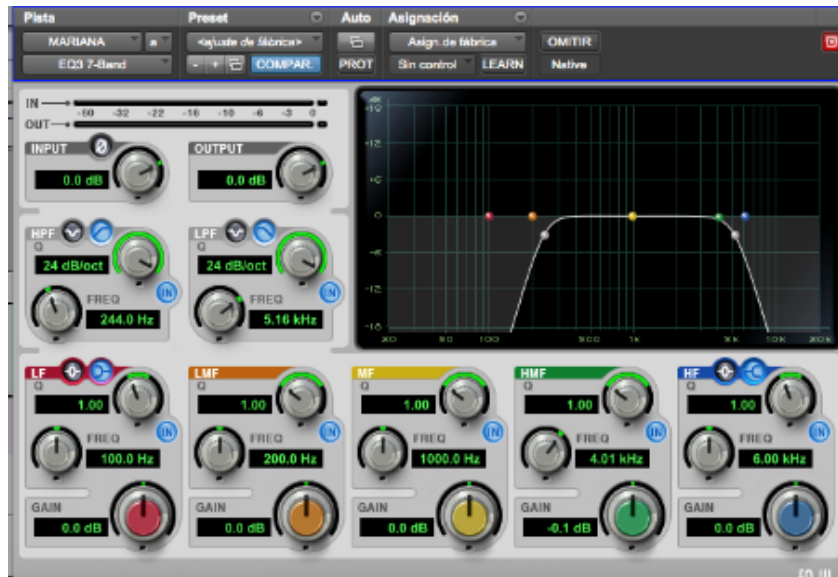 Pista Preset Auto Asignación
MARIANA a <ajuste de fábrica> Asign.de fábrica OMITIR
EQ3 7-Band - + COMPAR. PROT Sin control LEARN Native
IN
-60 -32 -22 -16 -10 -6 -3 0
OUT
INPUT Ø OUTPUT
0.0 dB 0.0 dB
HPF LPF
Q Q
24 dB/oct 24 dB/oct
IN IN
FREQ FREQ
244.0 Hz 5.16 kHz
-12
0
-12
20 50 100 500 1k 5k 10k 20k
LF LMF MF HMF HF
Q Q Q Q Q
1.00 1.00 1.00 1.00 1.00
IN IN IN IN IN
FREQ FREQ FREQ FREQ FREQ
100.0 Hz 200.0 Hz 1000.0 Hz 4.01 kHz 6.00 kHz
GAIN GAIN GAIN GAIN GAIN
0.0 dB 0.0 dB 0.0 dB -0.1 dB 0.0 dB